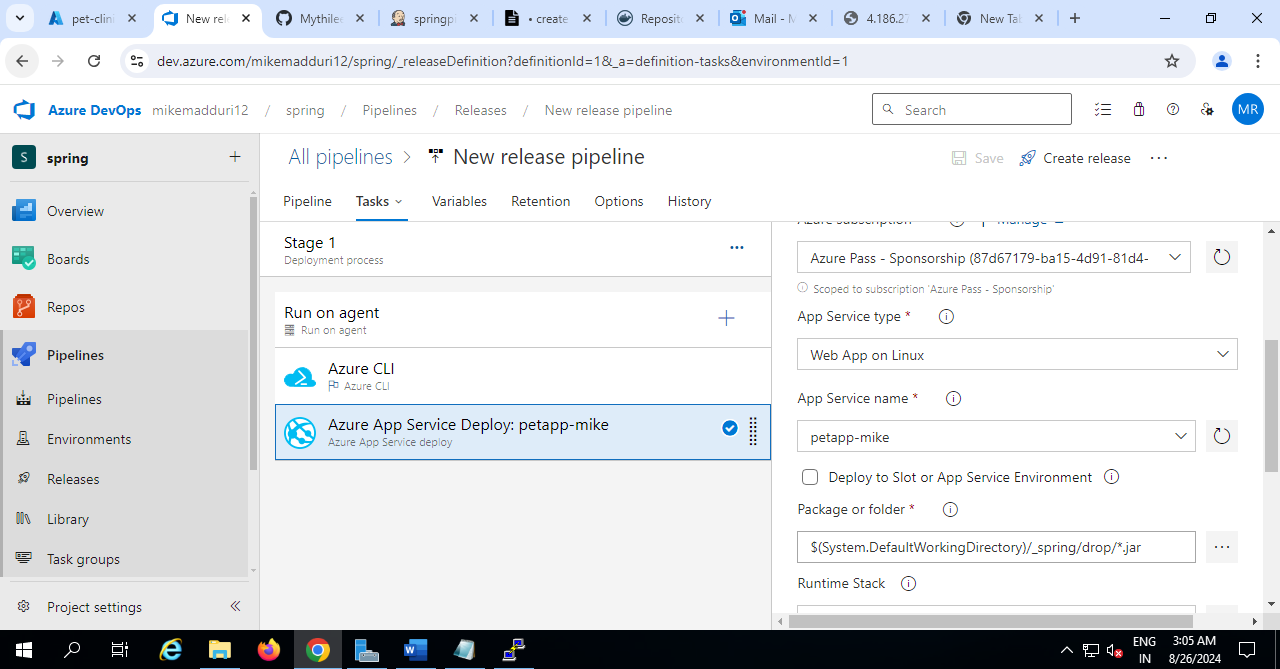 pet-clini
New rel
Mythile
springp
• create
Reposit
Mail - M
4.186.27
New Tab
dev.azure.com/mikemadduri12/spring/_releaseDefinition?definitionId=1&_a=definition-tasks&environmentId=1
Azure DevOps mikemadduri12 / spring / Pipelines / Releases / New release pipeline
Search
MR
S spring
All pipelines > New release pipeline
Save Create release ...
Pipeline Tasks Variables Retention Options History
Overview
Boards
Repos
Pipelines
Pipelines
Environments
Releases
Library
Task groups
Project settings
Stage 1
Deployment process
Run on agent
Run on agent
Azure CLI
Azure CLI
Azure App Service Deploy: petapp-mike
Azure App Service deploy
Azure subscription | Manage
Azure Pass - Sponsorship (87d67179-ba15-4d91-81d4-
Scoped to subscription 'Azure Pass - Sponsorship'
App Service type *
Web App on Linux
App Service name *
petapp-mike
Deploy to Slot or App Service Environment
Package or folder *
$(System.DefaultWorkingDirectory)/_spring/drop/*.jar
Runtime Stack
ENG
IN
3:05 AM
8/26/2024